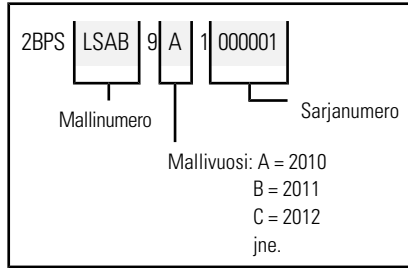 2BPS LSAB 9 A 1 000001
Mallinumero
Sarjanumero
Mallivuosi: A = 2010
B = 2011
C = 2012
jne.